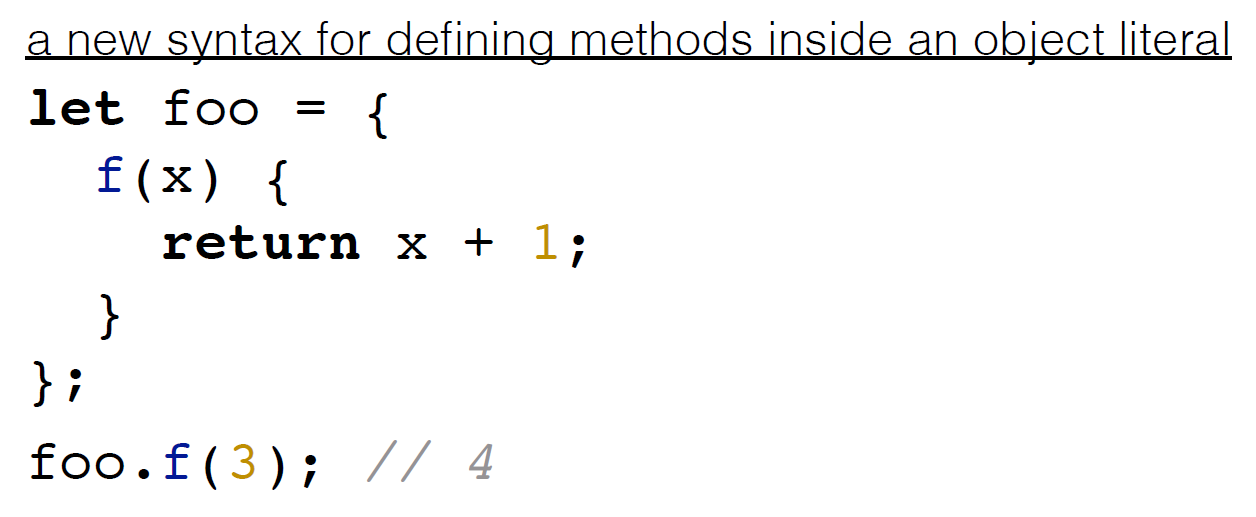 a new syntax for defining methods inside an object literal
let foo = {
  f(x) {
    return x + 1;
  }
};
foo.f(3); // 4